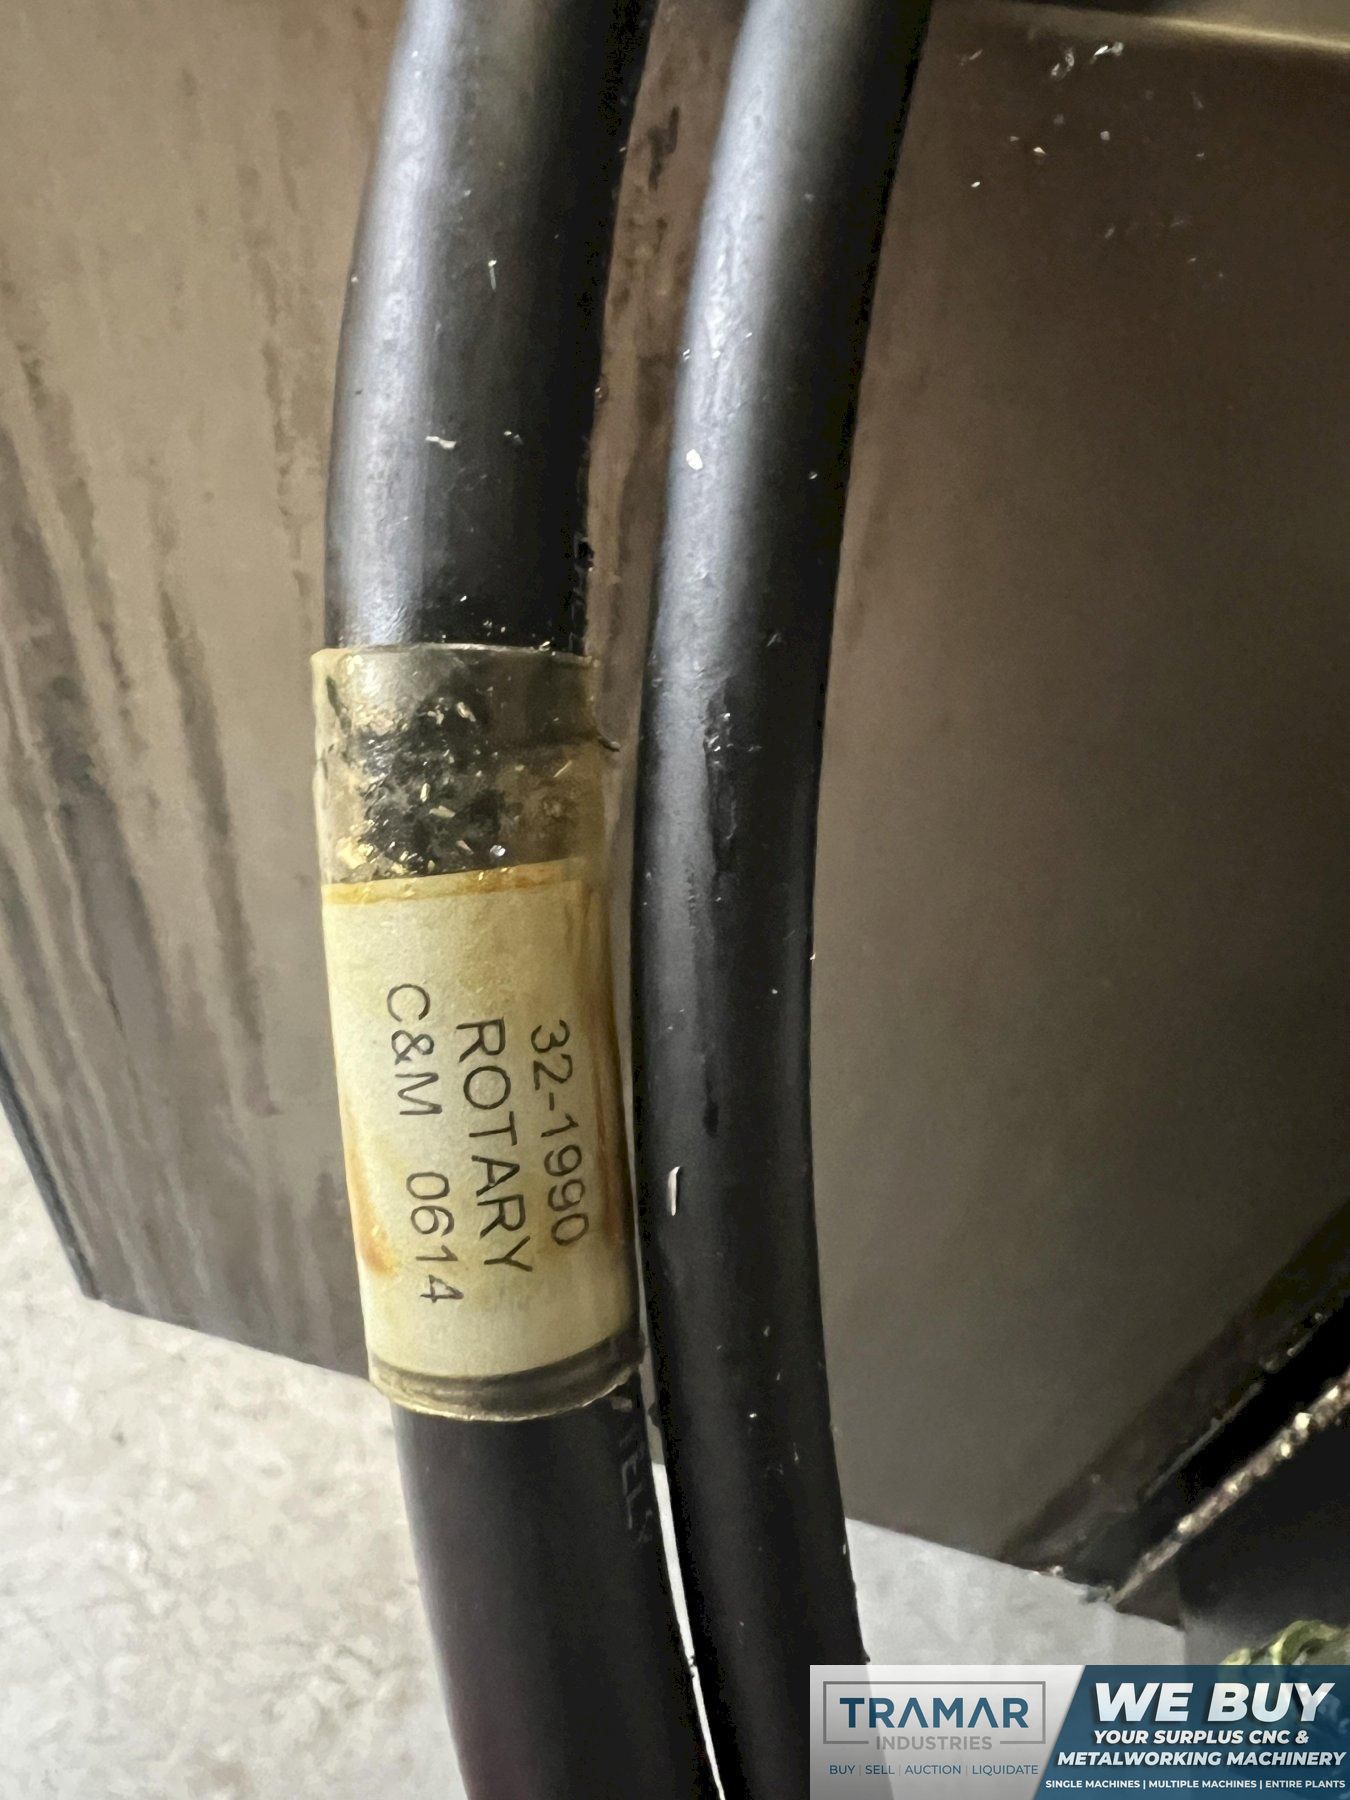 32-1990
ROTARY
C&M 0614
TRAMAR
INDUSTRIES
BUY | SELL | AUCTION | LIQUIDATE
WE BUY
YOUR SURPLUS CNC &
METALWORKING MACHINERY
SINGLE MACHINES | MULTIPLE MACHINES | ENTIRE PLANTS